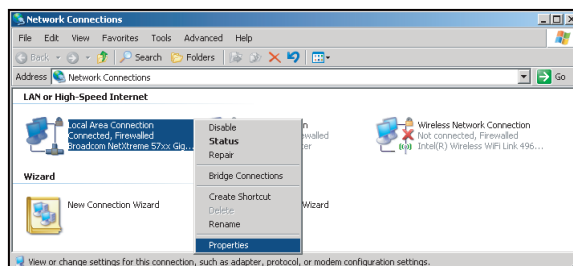 Network Connections
File Edit View Favorites Tools Advanced Help
Back Search Folders
Address Network Connections Go
LAN or High-Speed Internet
Local Area Connection
Connected, Firewalled
Broadcom NetXtreme 57xx Gig...
Disable
Status
Repair
Bridge Connections
Create Shortcut
Delete
Rename
Properties
Wireless Network Connection
Not connected, Firewalled
Intel(R) Wireless WiFi Link 496...
Wizard
New Connection Wizard
Wizard
View or change settings for this connection, such as adapter, protocol, or modem configuration settings.